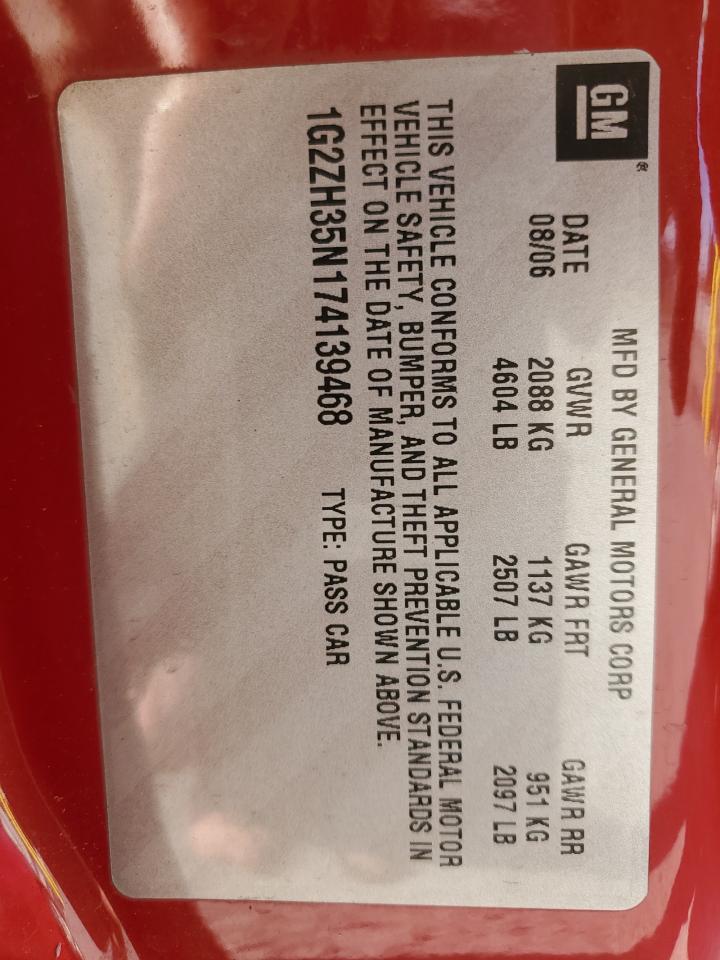 GM®
MFD BY GENERAL MOTORS CORP
DATE GVWR GAWR FRT GAWR RR
08/06 2088 KG 1137 KG 951 KG
4604 LB 2507 LB 2097 LB
THIS VEHICLE CONFORMS TO ALL APPLICABLE U.S. FEDERAL MOTOR
VEHICLE SAFETY, BUMPER, AND THEFT PREVENTION STANDARDS IN
EFFECT ON THE DATE OF MANUFACTURE SHOWN ABOVE.
1G2ZH35N174139468 TYPE: PASS CAR